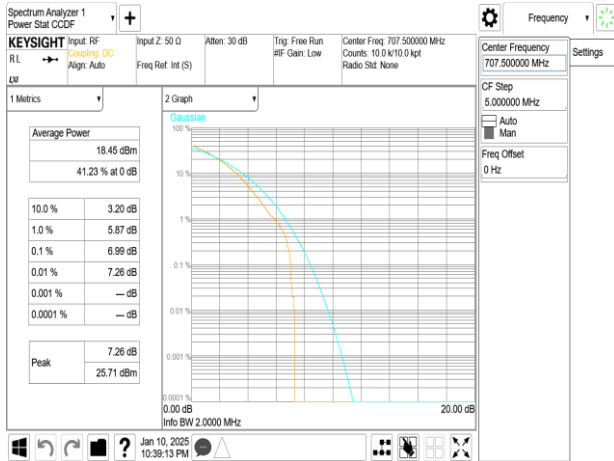 Spectrum Analyzer 1
Power Stat CCDF
KEYSIGHT
RL
LXI
Input: RF
Coupling: DC
Align: Auto
Input Z: 50 Ω
Freq Ref: Int (S)
Atten: 30 dB
Trig: Free Run
#IF Gain: Low
Center Freq: 707.500000 MHz
Counts: 10.0 k/10.0 kpt
Radio Std: None
1 Metrics
Average Power
18.45 dBm
41.23 % at 0 dB
10.0 % 3.20 dB
1.0 % 5.87 dB
0.1 % 6.99 dB
0.01 % 7.26 dB
0.001 % --- dB
0.0001 % --- dB
Peak
7.26 dB
25.71 dBm
2 Graph
Gaussian
100 %
10 %
1 %
0.1 %
0.01 %
0.001 %
0.0001 %
0.00 dB 20.00 dB
Info BW 2.0000 MHz
Jan 10, 2025
10:39:13 PM
Frequency
Center Frequency
707.500000 MHz
CF Step
5.000000 MHz
Auto
Man
Freq Offset
0 Hz
Settings